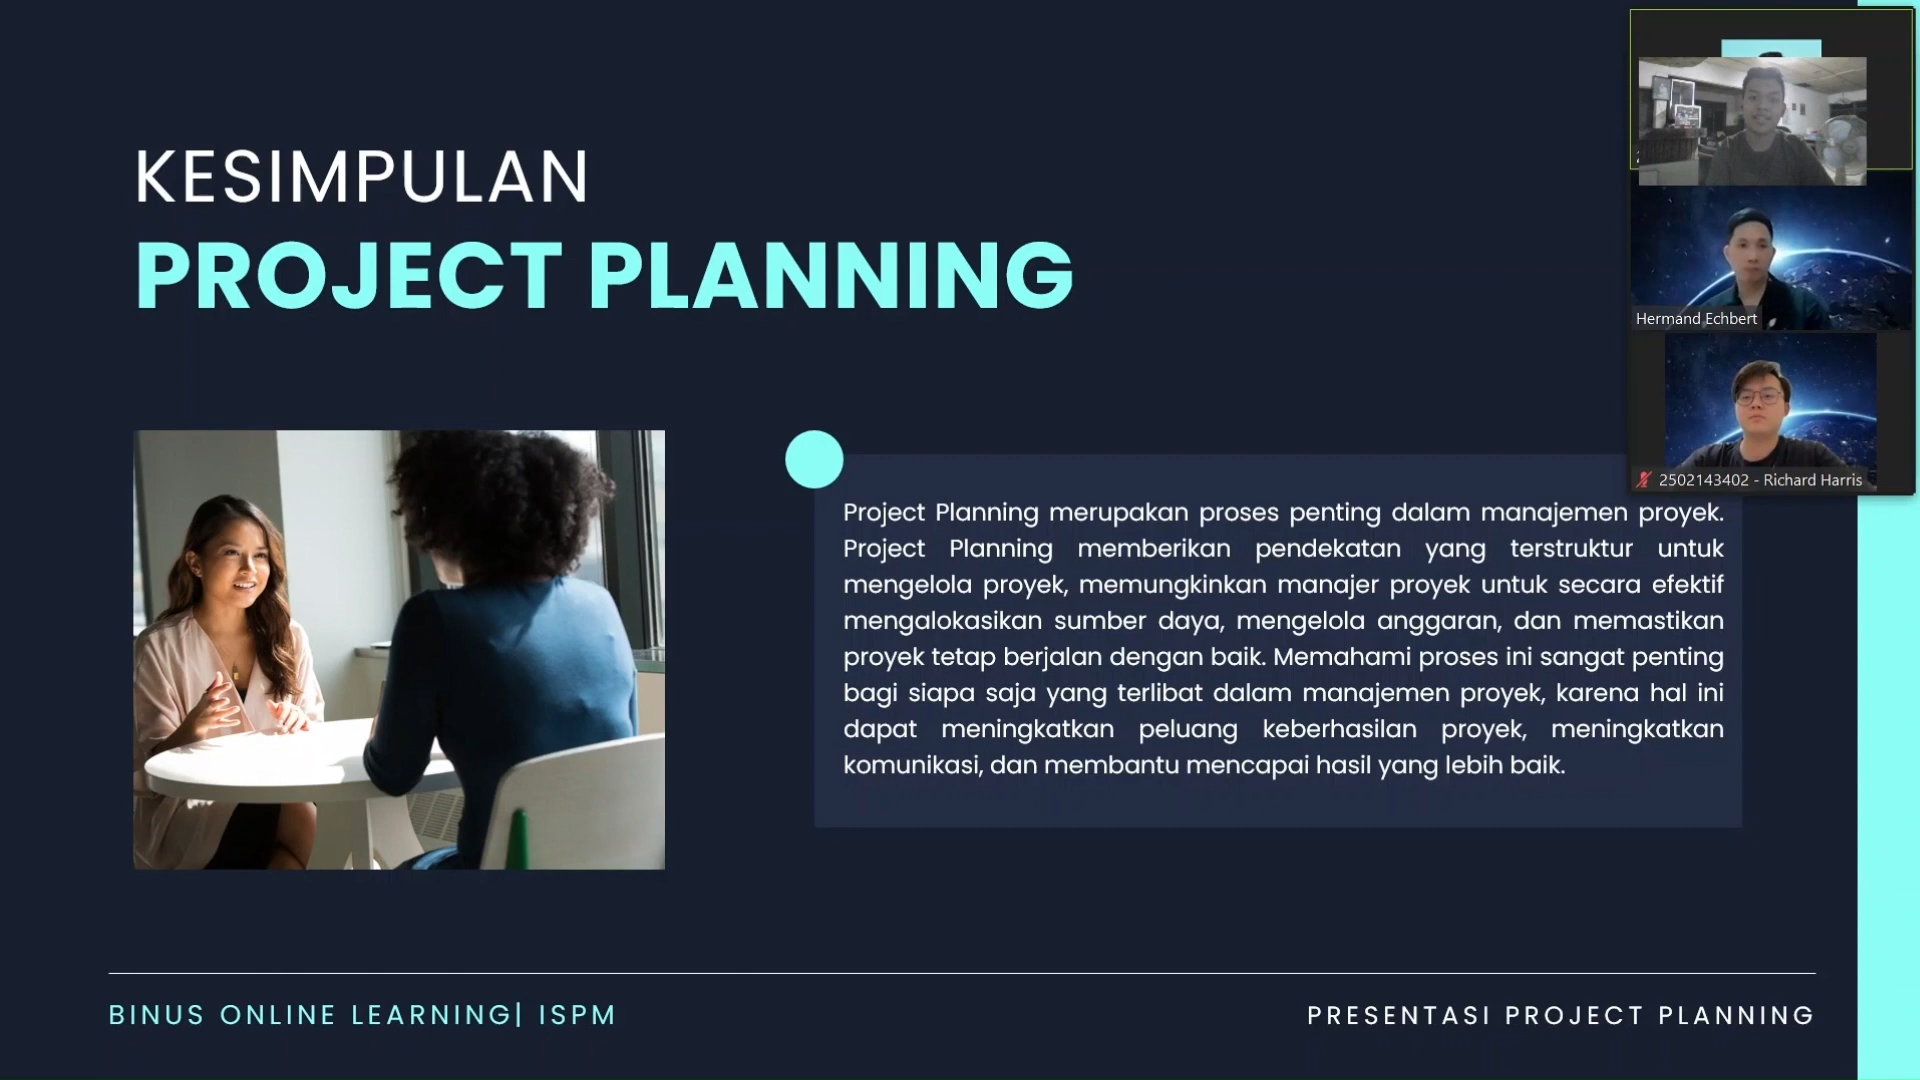 KESIMPULAN
PROJECT PLANNING
Hermand Echbert
2502143402 - Richard Harris
Project Planning merupakan proses penting dalam manajemen proyek.
Project Planning memberikan pendekatan yang terstruktur untuk
mengelola proyek, memungkinkan manajer proyek untuk secara efektif
mengalokasikan sumber daya, mengelola anggaran, dan memastikan
proyek tetap berjalan dengan baik. Memahami proses ini sangat penting
bagi siapa saja yang terlibat dalam manajemen proyek, karena hal ini
dapat meningkatkan peluang keberhasilan proyek, meningkatkan
komunikasi, dan membantu mencapai hasil yang lebih baik.
BINUS ONLINE LEARNING| ISPM
PRESENTASI PROJECT PLANNING